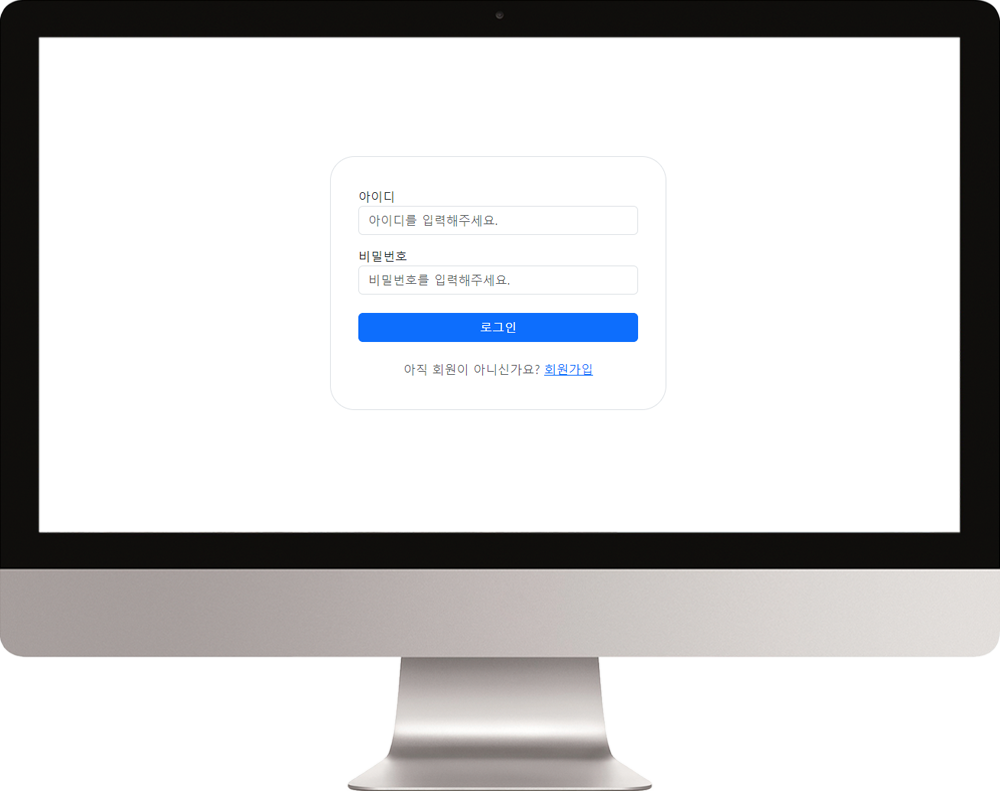 아이디
아이디를 입력해주세요.
비밀번호
비밀번호를 입력해주세요.
로그인
아직 회원이 아니신가요? 회원가입